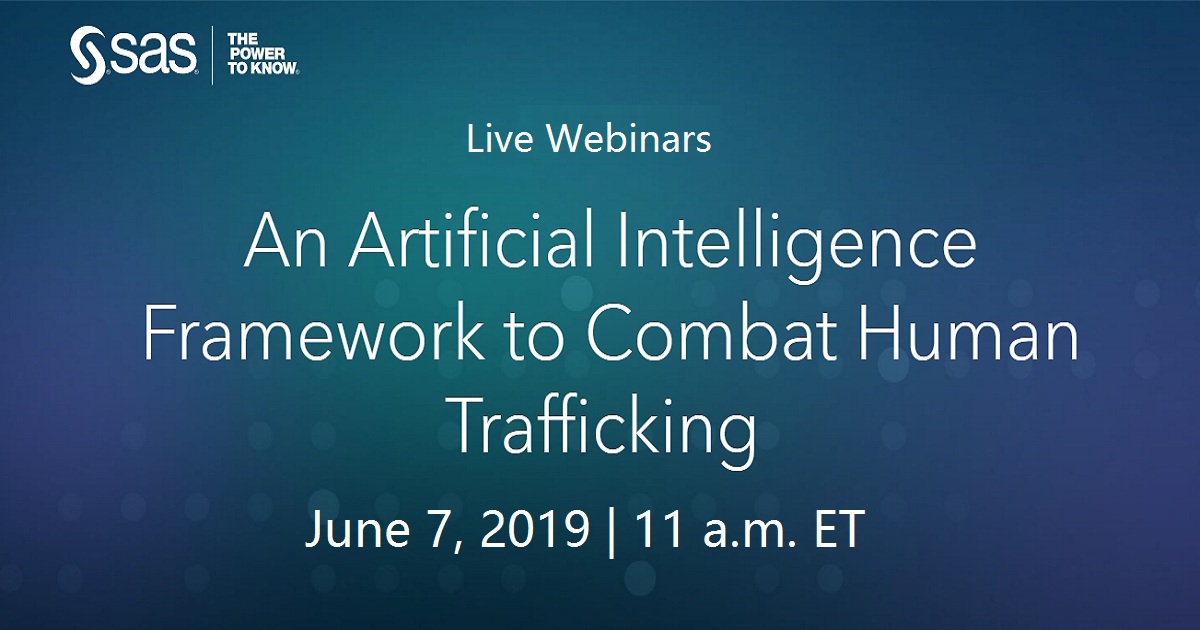 sas
THE
POWER
TO KNOW®
Live Webinars
An Artificial Intelligence
Framework to Combat Human
Trafficking
June 7, 2019 | 11 a.m. ET